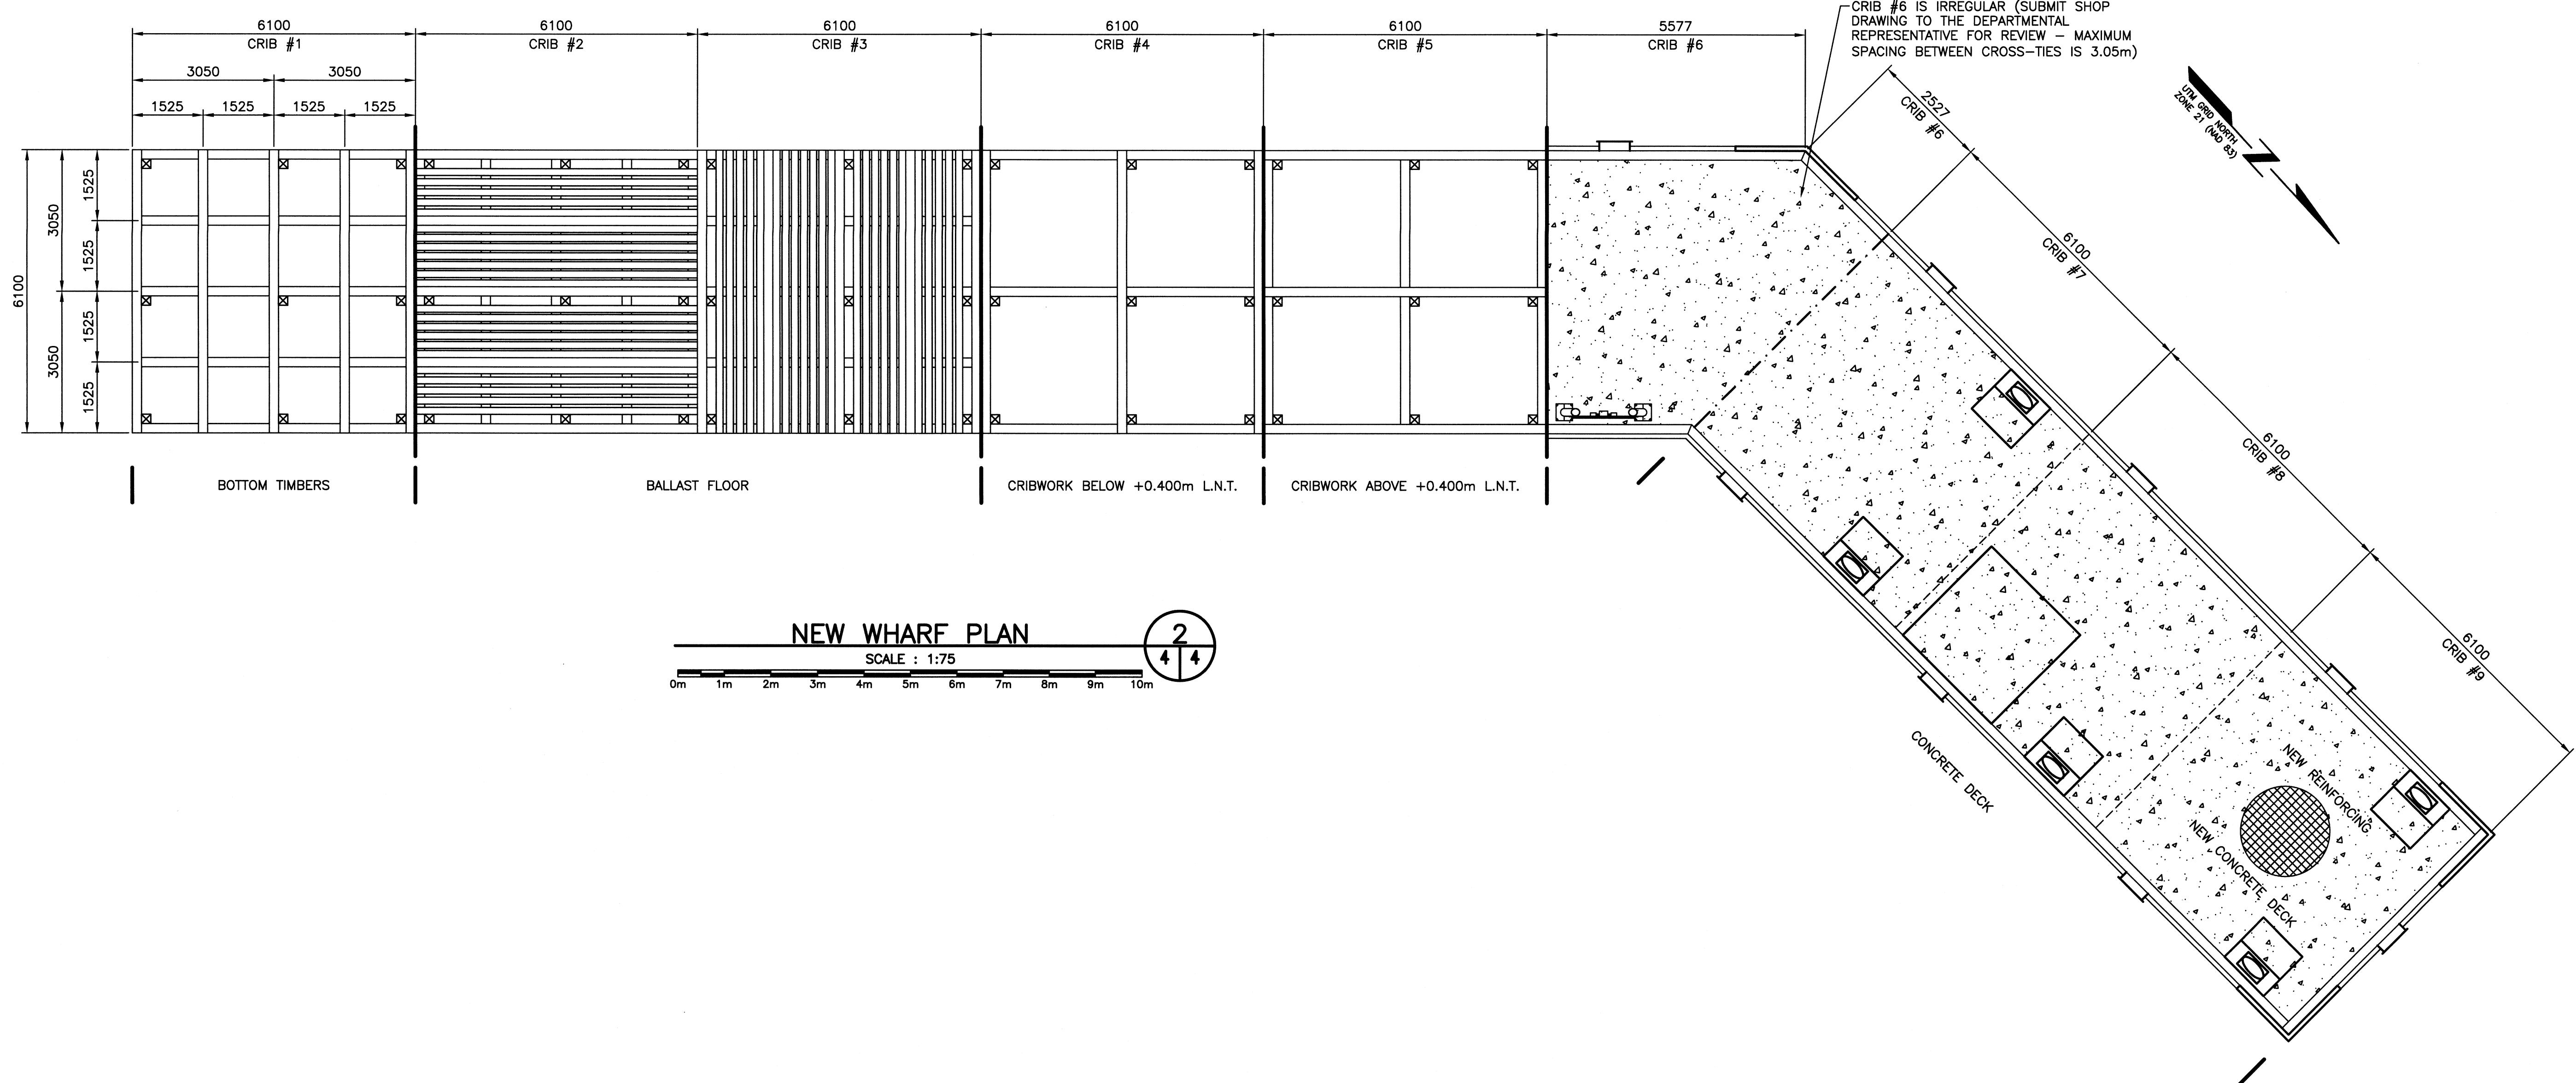 6100
CRIB #1
6100
CRIB #2
6100
CRIB #3
6100
CRIB #4
6100
CRIB #5
5577
CRIB #6
CRIB #6 IS IRREGULAR (SUBMIT SHOP
DRAWING TO THE DEPARTMENTAL
REPRESENTATIVE FOR REVIEW – MAXIMUM
SPACING BETWEEN CROSS–TIES IS 3.05m)
3050
3050
1525
1525
1525
1525
6100
3050
3050
1525
1525
1525
1525
2527
CRIB #6
6100
CRIB #7
6100
CRIB #8
6100
CRIB #9
UTM GRID NORTH
ZONE 21 (NAD 83)
N
BOTTOM TIMBERS
BALLAST FLOOR
CRIBWORK BELOW +0.400m L.N.T.
CRIBWORK ABOVE +0.400m L.N.T.
NEW WHARF PLAN
SCALE : 1:75
2
4
4
0m 1m 2m 3m 4m 5m 6m 7m 8m 9m 10m
CONCRETE DECK
NEW REINFORCING
NEW CONCRETE DECK